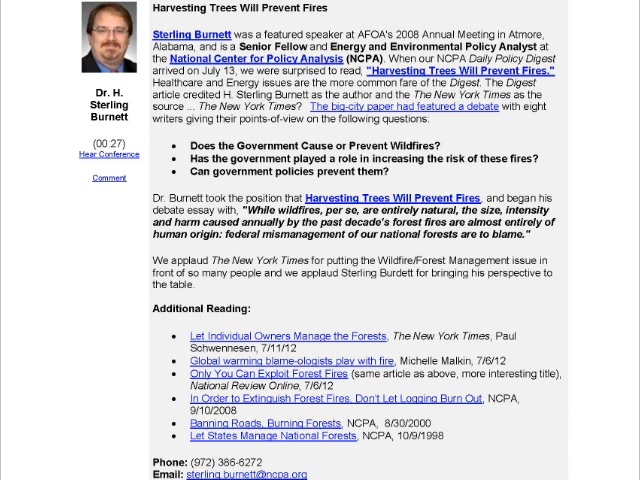 Harvesting Trees Will Prevent Fires
Sterling Burnett was a featured speaker at AFOA's 2008 Annual Meeting in Atmore,
Alabama, and is a Senior Fellow and Energy and Environmental Policy Analyst at
the National Center for Policy Analysis (NCPA). When our NCPA Daily Policy Digest
arrived on July 13, we were surprised to read, "Harvesting Trees Will Prevent Fires."
Healthcare and Energy issues are the more common fare of the Digest. The Digest
article credited H. Sterling Burnett as the author and the The New York Times as the
source ... The New York Times? The big-city paper had featured a debate with eight
writers giving their points-of-view on the following questions:
Dr. H.
Sterling
Burnett
(00:27)
Hear Conference
Comment
• Does the Government Cause or Prevent Wildfires?
• Has the government played a role in increasing the risk of these fires?
• Can government policies prevent them?
Dr. Burnett took the position that Harvesting Trees Will Prevent Fires, and began his
debate essay with, "While wildfires, per se, are entirely natural, the size, intensity
and harm caused annually by the past decade's forest fires are almost entirely of
human origin: federal mismanagement of our national forests are to blame."
We applaud The New York Times for putting the Wildfire/Forest Management issue in
front of so many people and we applaud Sterling Burdett for bringing his perspective to
the table.
Additional Reading:
• Let Individual Owners Manage the Forests, The New York Times, Paul
Schwennesen, 7/11/12
• Global warming blame-ologists play with fire, Michelle Malkin, 7/6/12
• Only You Can Exploit Forest Fires (same article as above, more interesting title),
National Review Online, 7/6/12
• In Order to Extinguish Forest Fires, Don't Let Logging Burn Out, NCPA,
9/10/2008
• Banning Roads, Burning Forests, NCPA, 8/30/2000
• Let States Manage National Forests, NCPA, 10/9/1998
Phone: (972) 386-6272
Email: sterling.burnett@ncpa.org